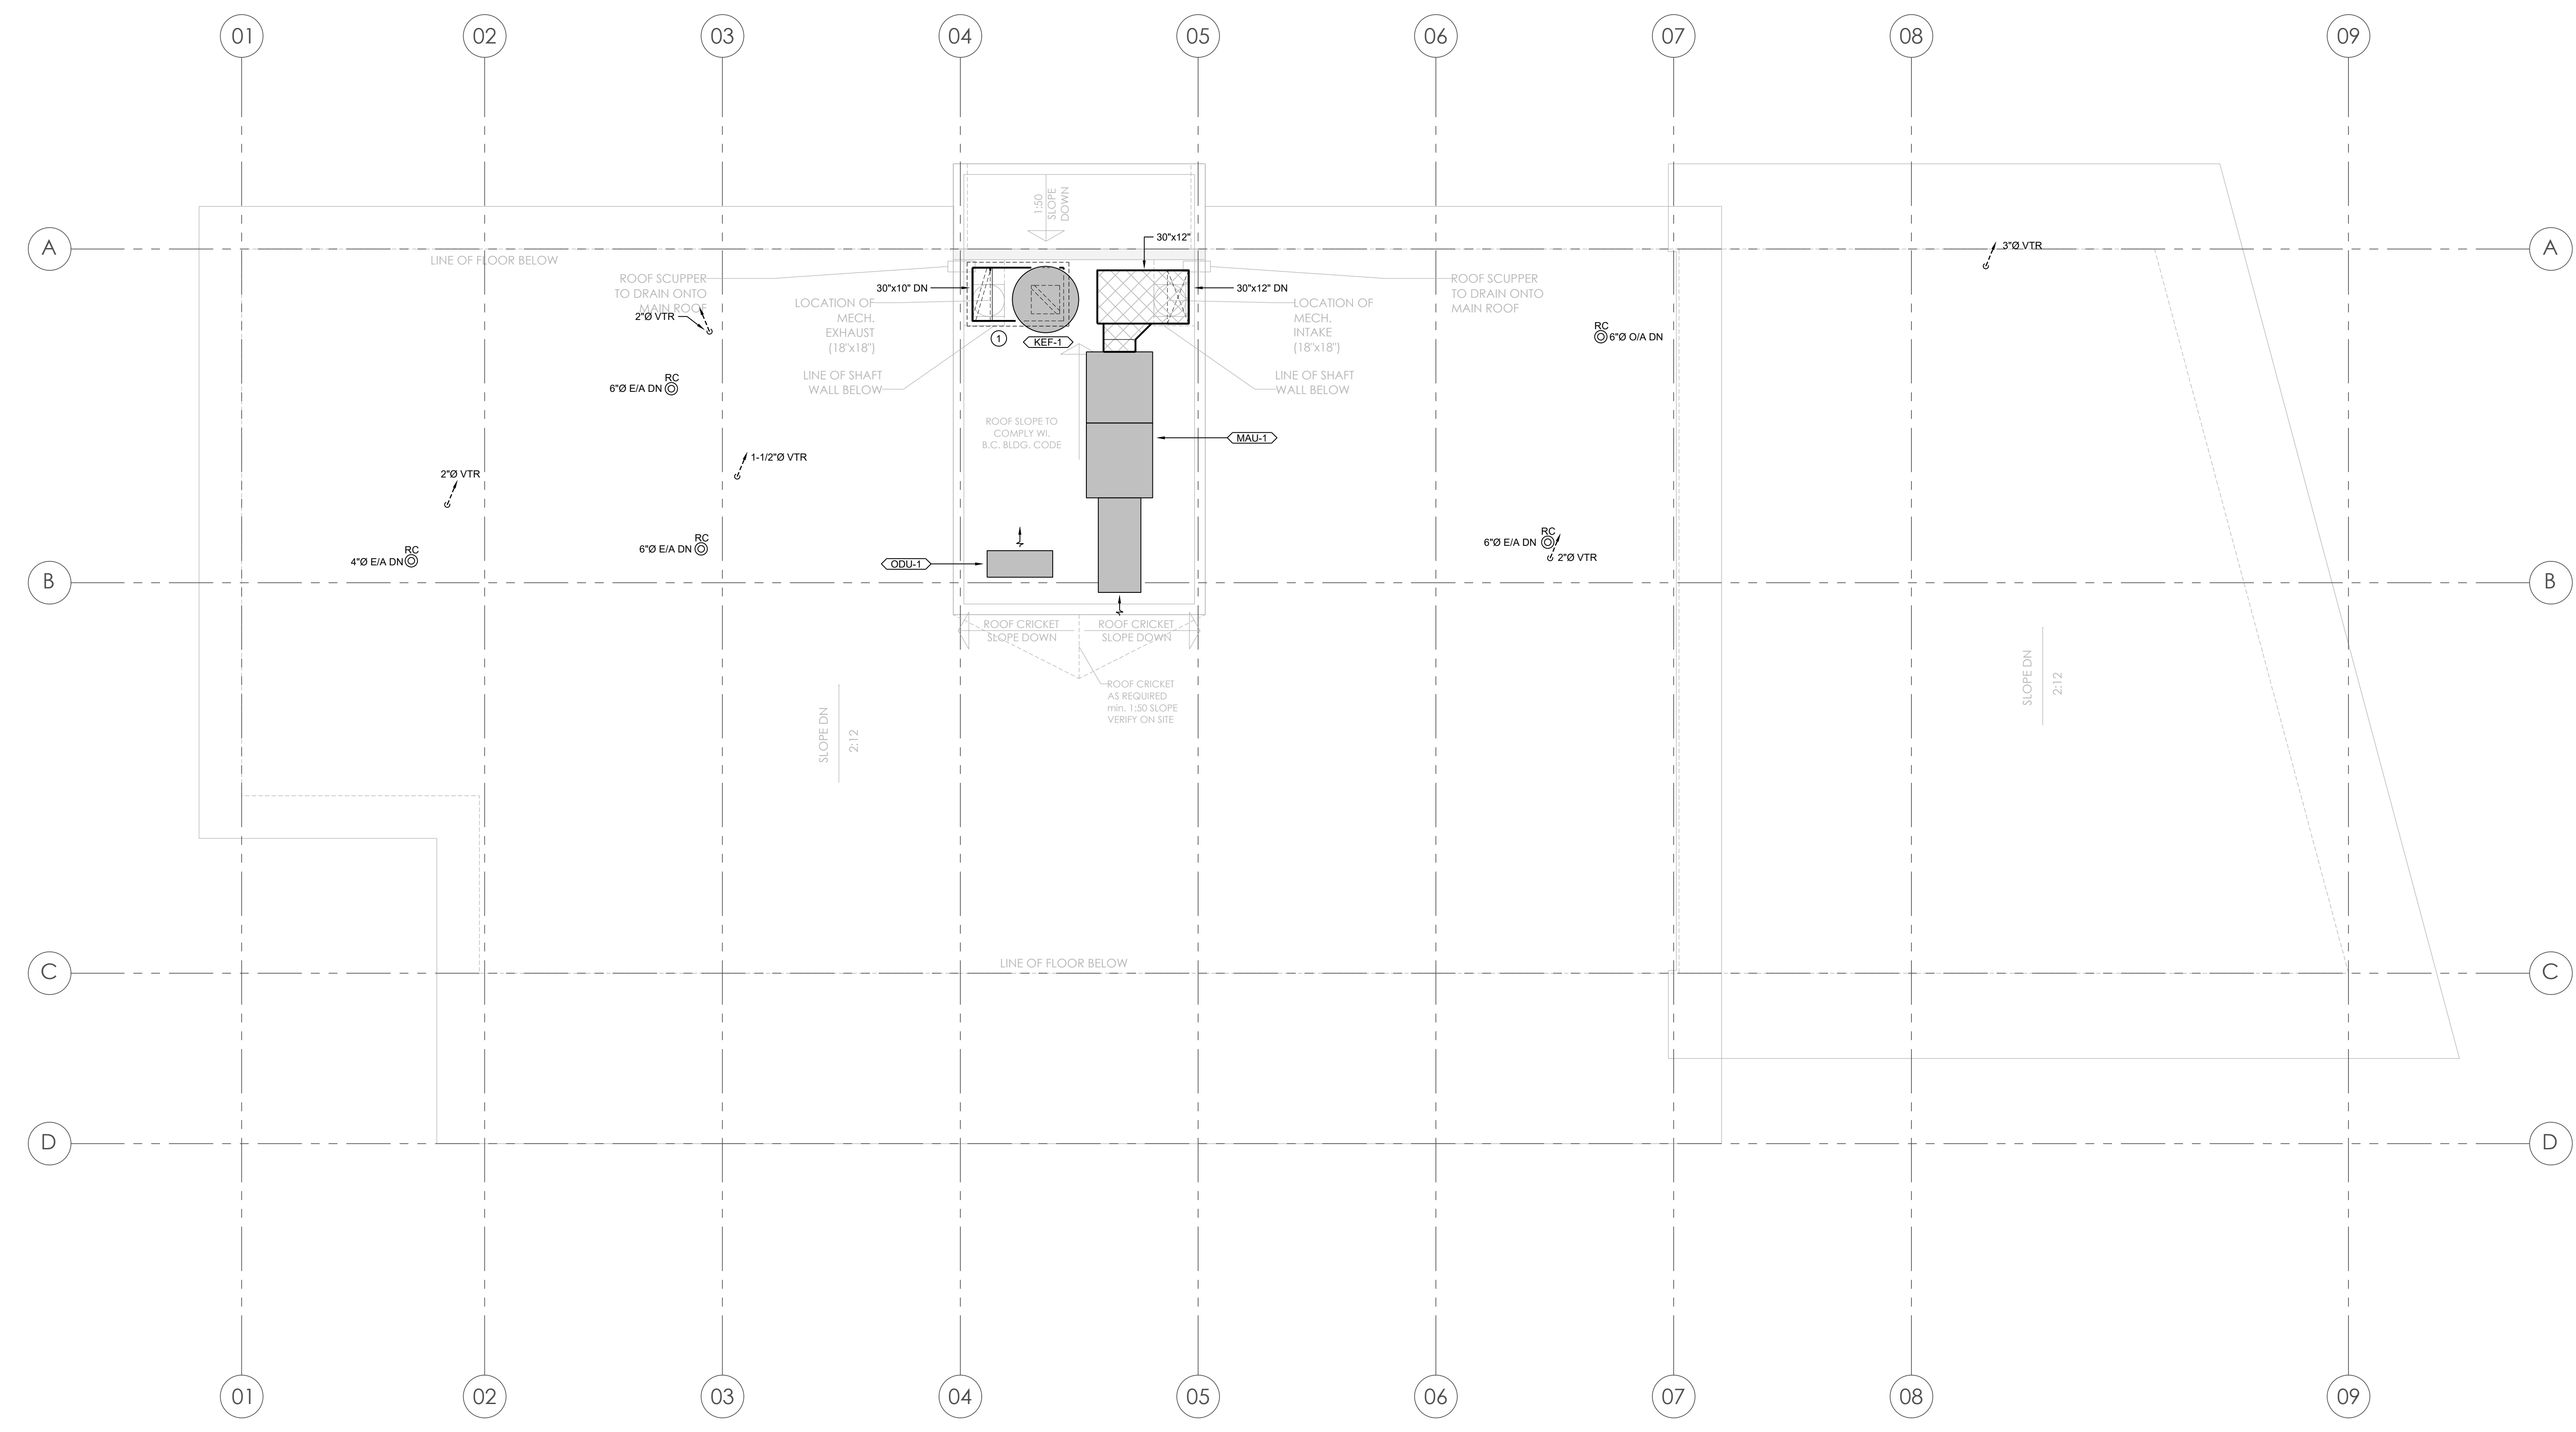 01
02
03
04
05
06
07
08
09
A
A
1:50
SLOPE
DOWN
30"x12"
3"Ø VTR
LINE OF FLOOR BELOW
ROOF SCUPPER
TO DRAIN ONTO
MAIN ROOF
2"Ø VTR
30"x10" DN
LOCATION OF
MECH.
EXHAUST
(18"x18")
1
KEF-1
30"x12" DN
LOCATION OF
MECH.
INTAKE
(18"x18")
ROOF SCUPPER
TO DRAIN ONTO
MAIN ROOF
RC
6"Ø O/A DN
LINE OF SHAFT
WALL BELOW
LINE OF SHAFT
WALL BELOW
RC
6"Ø E/A DN
ROOF SLOPE TO
COMPLY WI.
B.C. BLDG. CODE
MAU-1
1-1/2"Ø VTR
2"Ø VTR
RC
4"Ø E/A DN
RC
6"Ø E/A DN
ODU-1
RC
6"Ø E/A DN
2"Ø VTR
B
B
ROOF CRICKET
SLOPE DOWN
ROOF CRICKET
SLOPE DOWN
ROOF CRICKET
AS REQUIRED
min. 1:50 SLOPE
VERIFY ON SITE
SLOPE DN
2:12
SLOPE DN
2:12
LINE OF FLOOR BELOW
C
C
D
D
01
02
03
04
05
06
07
08
09